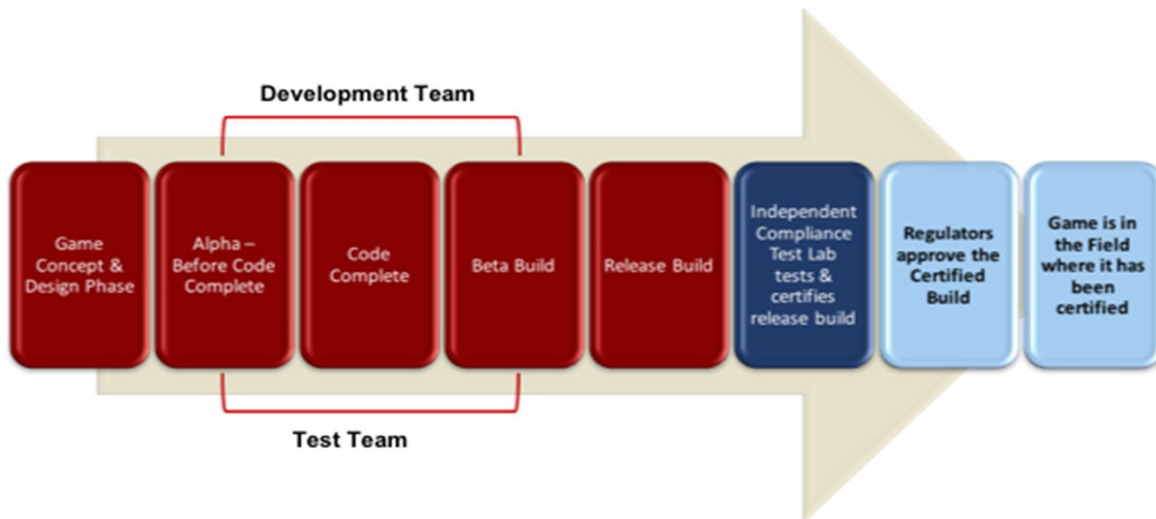 Development Team
Game
Concept &
Design Phase
Alpha –
Before Code
Complete
Code
Complete
Beta Build
Release Build
Independent
Compliance
Test Lab
tests &
certifies
release build
Regulators
approve the
Certified
Build
Game is in
the Field
where it has
been
certified
Test Team